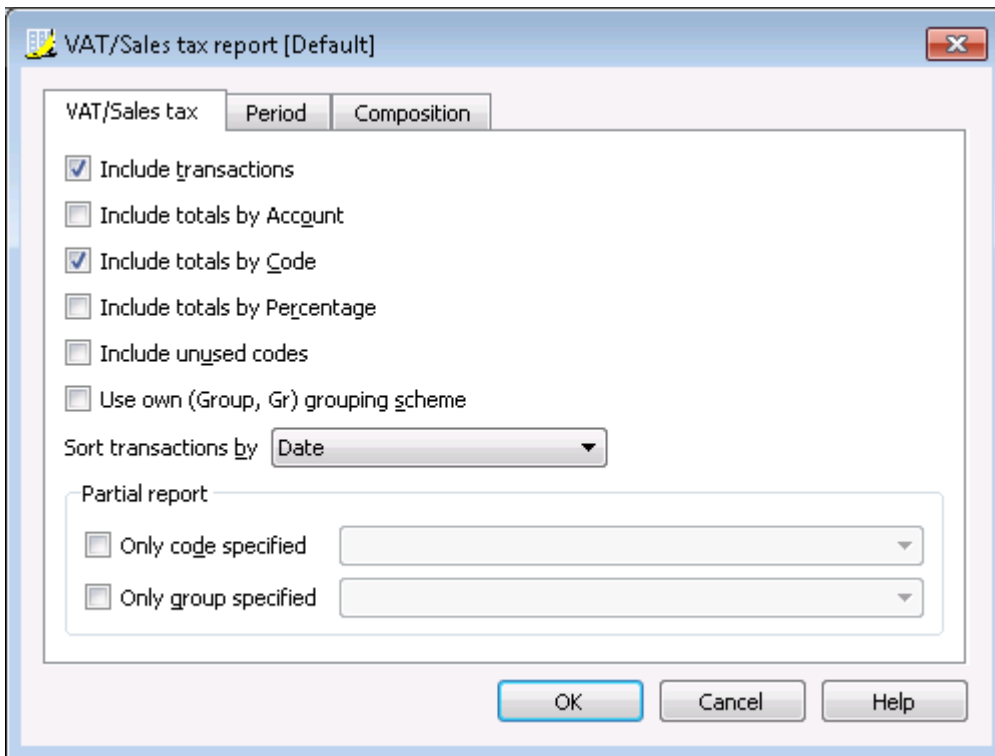 VAT/Sales tax report [Default]
VAT/Sales tax Period Composition
Include transactions
Include totals by Account
Include totals by Code
Include totals by Percentage
Include unused codes
Use own (Group, Gr) grouping scheme
Sort transactions by Date
Partial report
Only code specified
Only group specified
OK Cancel Help